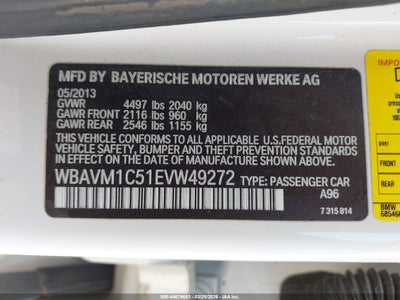 MFD BY BAYERISCHE MOTOREN WERKE AG
05/2013
GVWR 4497 lbs 2040 kg
GAWR FRONT 2116 lbs 960 kg
GAWR REAR 2546 lbs 1155 kg
THIS VEHICLE CONFORMS TO ALL APPLICABLE U.S. FEDERAL MOTOR
VEHICLE SAFETY, BUMPER, AND THEFT PREVENTION STANDARDS IN
EFFECT ON THE DATE OF MANUFACTURE SHOWN ABOVE.
WBAVM1C51EVW49272 TYPE: PASSENGER CAR
A96
7 315 814
BMW